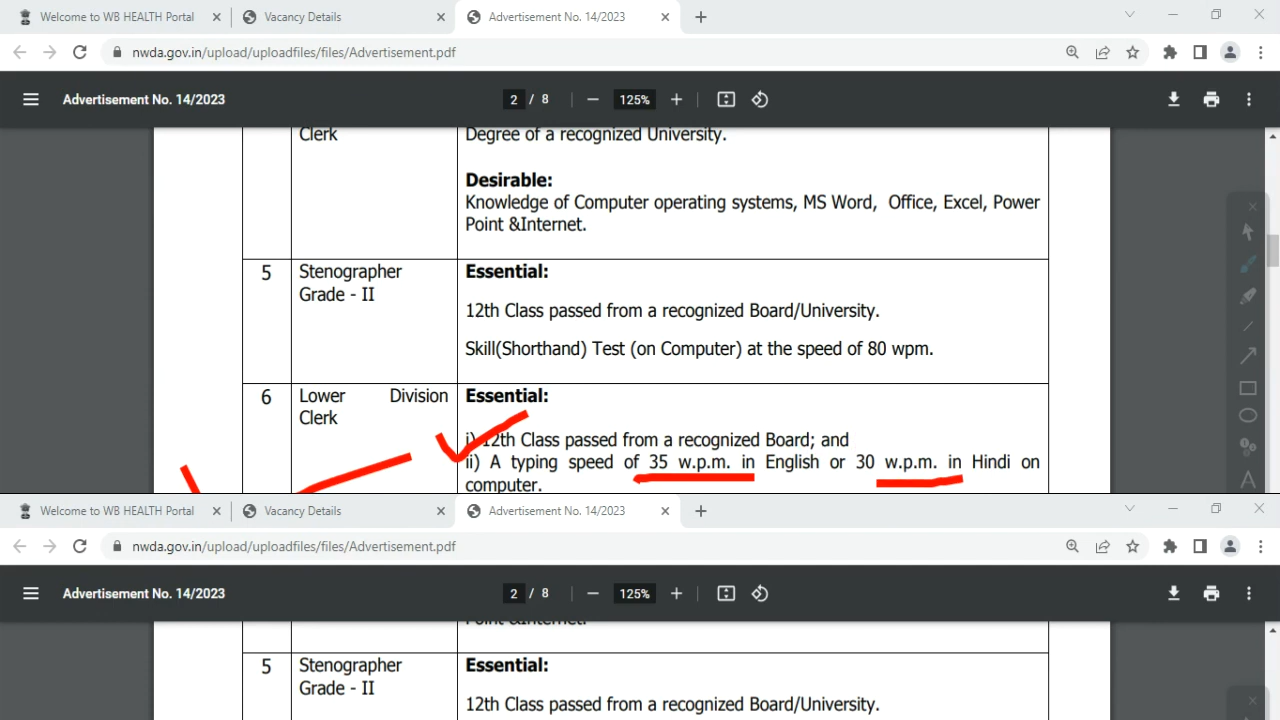 Welcome to WB HEALTH Portal
Vacancy Details
Advertisement No. 14/2023
nwda.gov.in/upload/uploadfiles/files/Advertisement.pdf
Advertisement No. 14/2023
2 / 8
125%
Clerk
Degree of a recognized University.
Desirable:
Knowledge of Computer operating systems, MS Word, Office, Excel, Power
Point &Internet.
5
Stenographer
Grade - II
Essential:
12th Class passed from a recognized Board/University.
Skill(Shorthand) Test (on Computer) at the speed of 80 wpm.
6
Lower Division
Clerk
Essential:
i) 12th Class passed from a recognized Board; and
ii) A typing speed of 35 w.p.m. in English or 30 w.p.m. in Hindi on
computer.
Welcome to WB HEALTH Portal
Vacancy Details
Advertisement No. 14/2023
nwda.gov.in/upload/uploadfiles/files/Advertisement.pdf
Advertisement No. 14/2023
2 / 8
125%
Point &Internet.
5
Stenographer
Grade - II
Essential:
12th Class passed from a recognized Board/University.